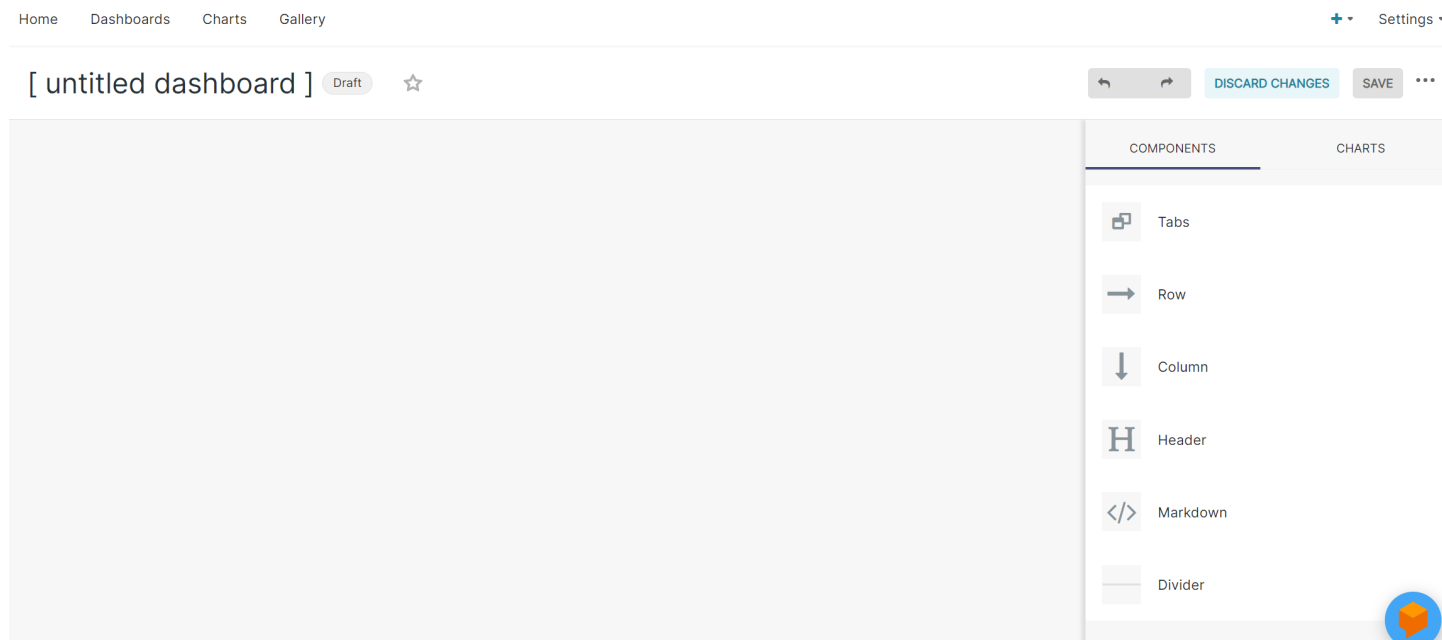 Home Dashboards Charts Gallery Settings
[ untitled dashboard ] Draft DISCARD CHANGES SAVE
COMPONENTS CHARTS
Tabs
Row
Column
H Header
</> Markdown
Divider